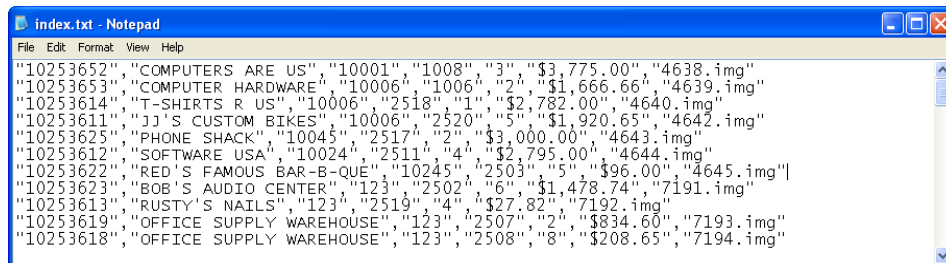 index.txt - Notepad
File Edit Format View Help
"10253652","COMPUTERS ARE US","10001","1008","3","$3,775.00","4638.img"
"10253653","COMPUTER HARDWARE","10006","1006","2","$1,666.66","4639.img"
"10253614","T-SHIRTS R US","10006","2518","1","$2,782.00","4640.img"
"10253611","JJ'S CUSTOM BIKES","10006","2520","5","$1,920.65","4642.img"
"10253625","PHONE SHACK","10045","2517","2","$3,000.00","4643.img
"10253612","SOFTWARE USA","10024","2511","4","$2,795.00","4644.img"
"10253622","RED'S FAMOUS BAR-B-QUE","10245","2503","5","$96.00","4645.img"
"10253623","BOB'S AUDIO CENTER","123","2502","6","$1,478.74","7191.img"
"10253613","RUSTY'S NAILS","123","2519","4","$27.82","7192.img"
"10253619","OFFICE SUPPLY WAREHOUSE","123","2507","2","$834.60","7193.img"
"10253618","OFFICE SUPPLY WAREHOUSE","123","2508","8","$208.65","7194.img"